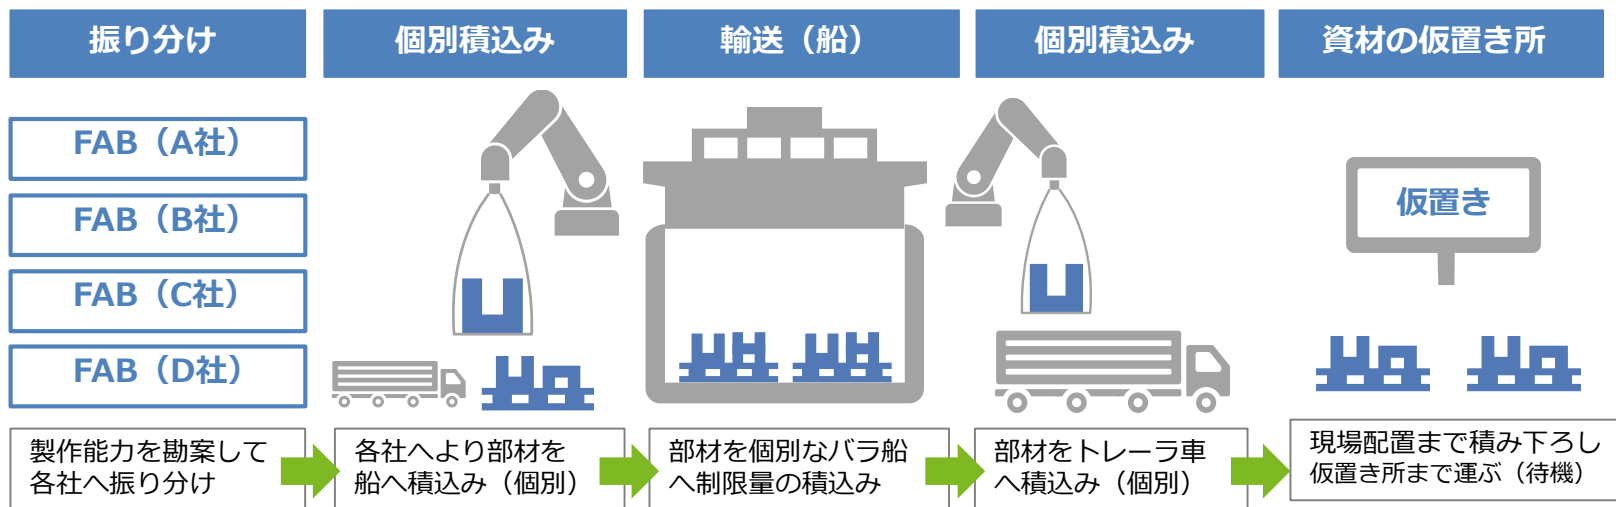 振り分け
個別積込み
輸送（船）
個別積込み
資材の仮置き所
FAB（A社）
FAB（B社）
FAB（C社）
FAB（D社）
仮置き
製作能力を勘案して
各社へ振り分け
各社へより部材を
船へ積込み（個別）
部材を個別なバラ船
へ制限量の積込み
部材をトレーラ車
へ積込み（個別）
現場配置まで積み下ろし
仮置き所まで運ぶ（待機）